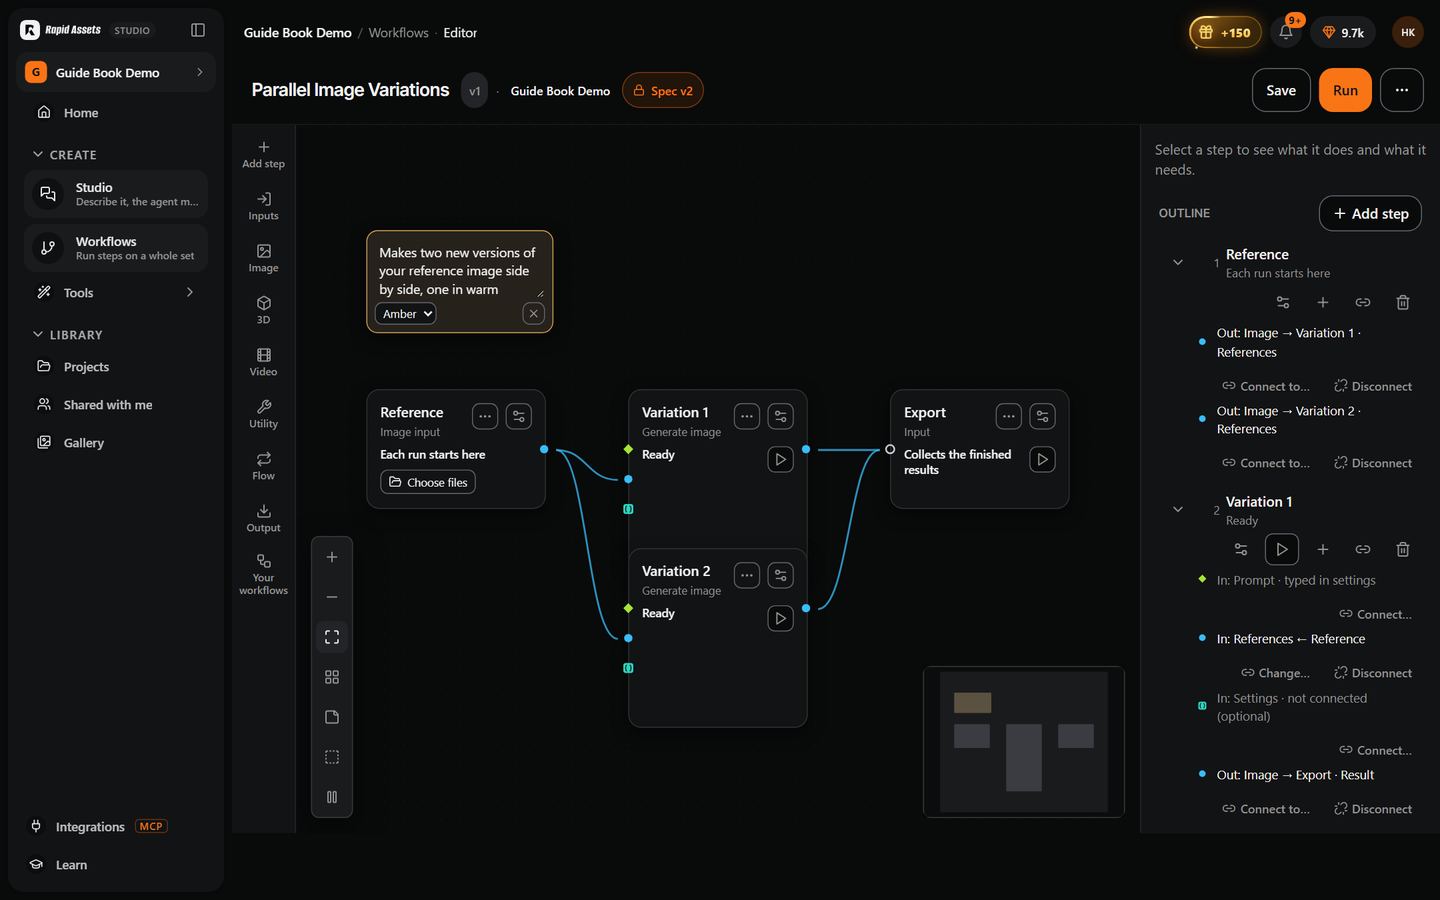 Rapid Assets STUDIO
Guide Book Demo / Workflows · Editor
+150
9+
9.7k
HK
G Guide Book Demo
Home
CREATE
Studio
Describe it, the agent m...
Workflows
Run steps on a whole set
Tools
LIBRARY
Projects
Shared with me
Gallery
Integrations MCP
Learn
Parallel Image Variations v1 · Guide Book Demo Spec v2
Save Run ...
Add step
Inputs
Image
3D
Video
Utility
Flow
Output
Your
workflows
Makes two new versions of
your reference image side
by side, one in warm
Amber
Reference
Image input
Each run starts here
Choose files
Variation 1
Generate image
Ready
Variation 2
Generate image
Ready
Export
Input
Collects the finished
results
Select a step to see what it does and what it
needs.
OUTLINE
+ Add step
1 Reference
Each run starts here
Out: Image → Variation 1 ·
References
Connect to... Disconnect
Out: Image → Variation 2 ·
References
Connect to... Disconnect
2 Variation 1
Ready
In: Prompt · typed in settings
Connect...
In: References ← Reference
Change... Disconnect
In: Settings · not connected
(optional)
Connect...
Out: Image → Export · Result
Connect to... Disconnect